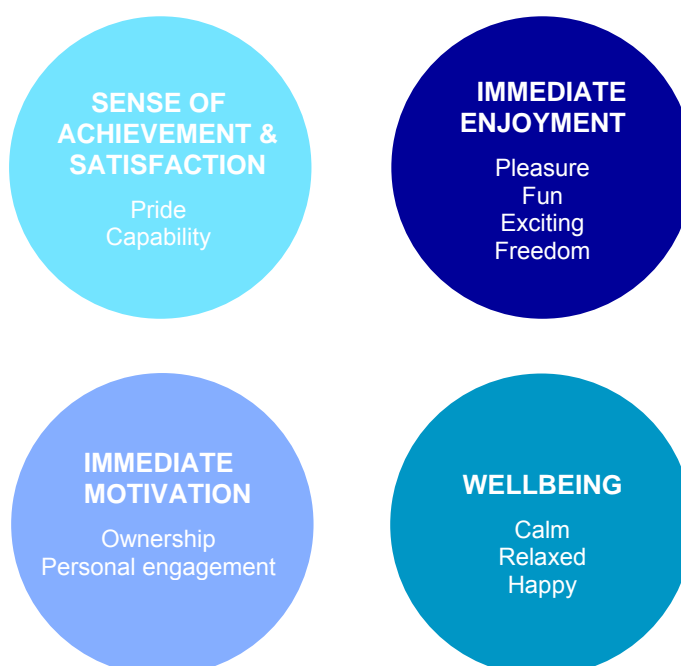 SENSE OF
ACHIEVEMENT &
SATISFACTION
Pride
Capability
IMMEDIATE
ENJOYMENT
Pleasure
Fun
Exciting
Freedom
IMMEDIATE
MOTIVATION
Ownership
Personal engagement
WELLBEING
Calm
Relaxed
Happy